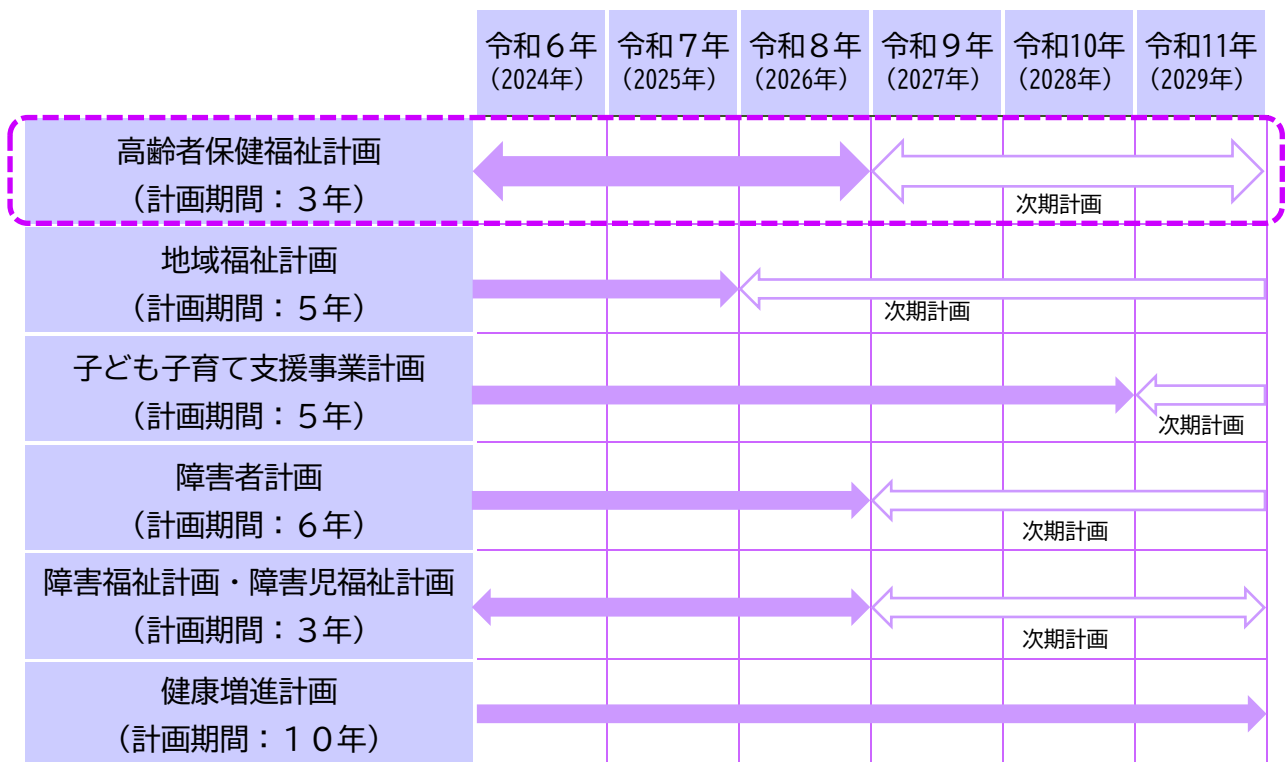 令和６年 令和７年 令和８年 令和９年 令和10年 令和11年
（2024年） （2025年） （2026年） （2027年） （2028年） （2029年）
高齢者保健福祉計画
（計画期間：３年）
次期計画
地域福祉計画
（計画期間：５年）
次期計画
子ども子育て支援事業計画
（計画期間：５年）
次期計画
障害者計画
（計画期間：６年）
次期計画
障害福祉計画・障害児福祉計画
（計画期間：３年）
次期計画
健康増進計画
（計画期間：１０年）